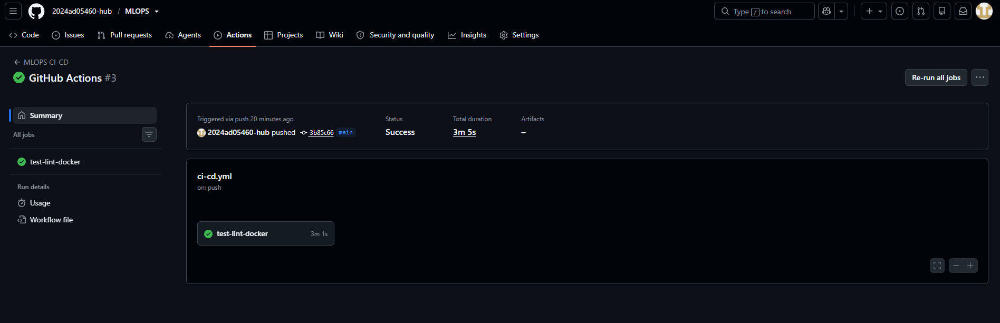 2024ad05460-hub / MLOPS
Type / to search
Code Issues Pull requests Agents Actions Projects Wiki Security and quality Insights Settings
MLOPS CI-CD
GitHub Actions #3
Re-run all jobs
Summary
All jobs
test-lint-docker
Run details
Usage
Workflow file
Triggered via push 20 minutes ago
2024ad05460-hub pushed 3b85c66 main
Status
Success
Total duration
3m 5s
Artifacts
–
ci-cd.yml
on: push
test-lint-docker 3m 1s